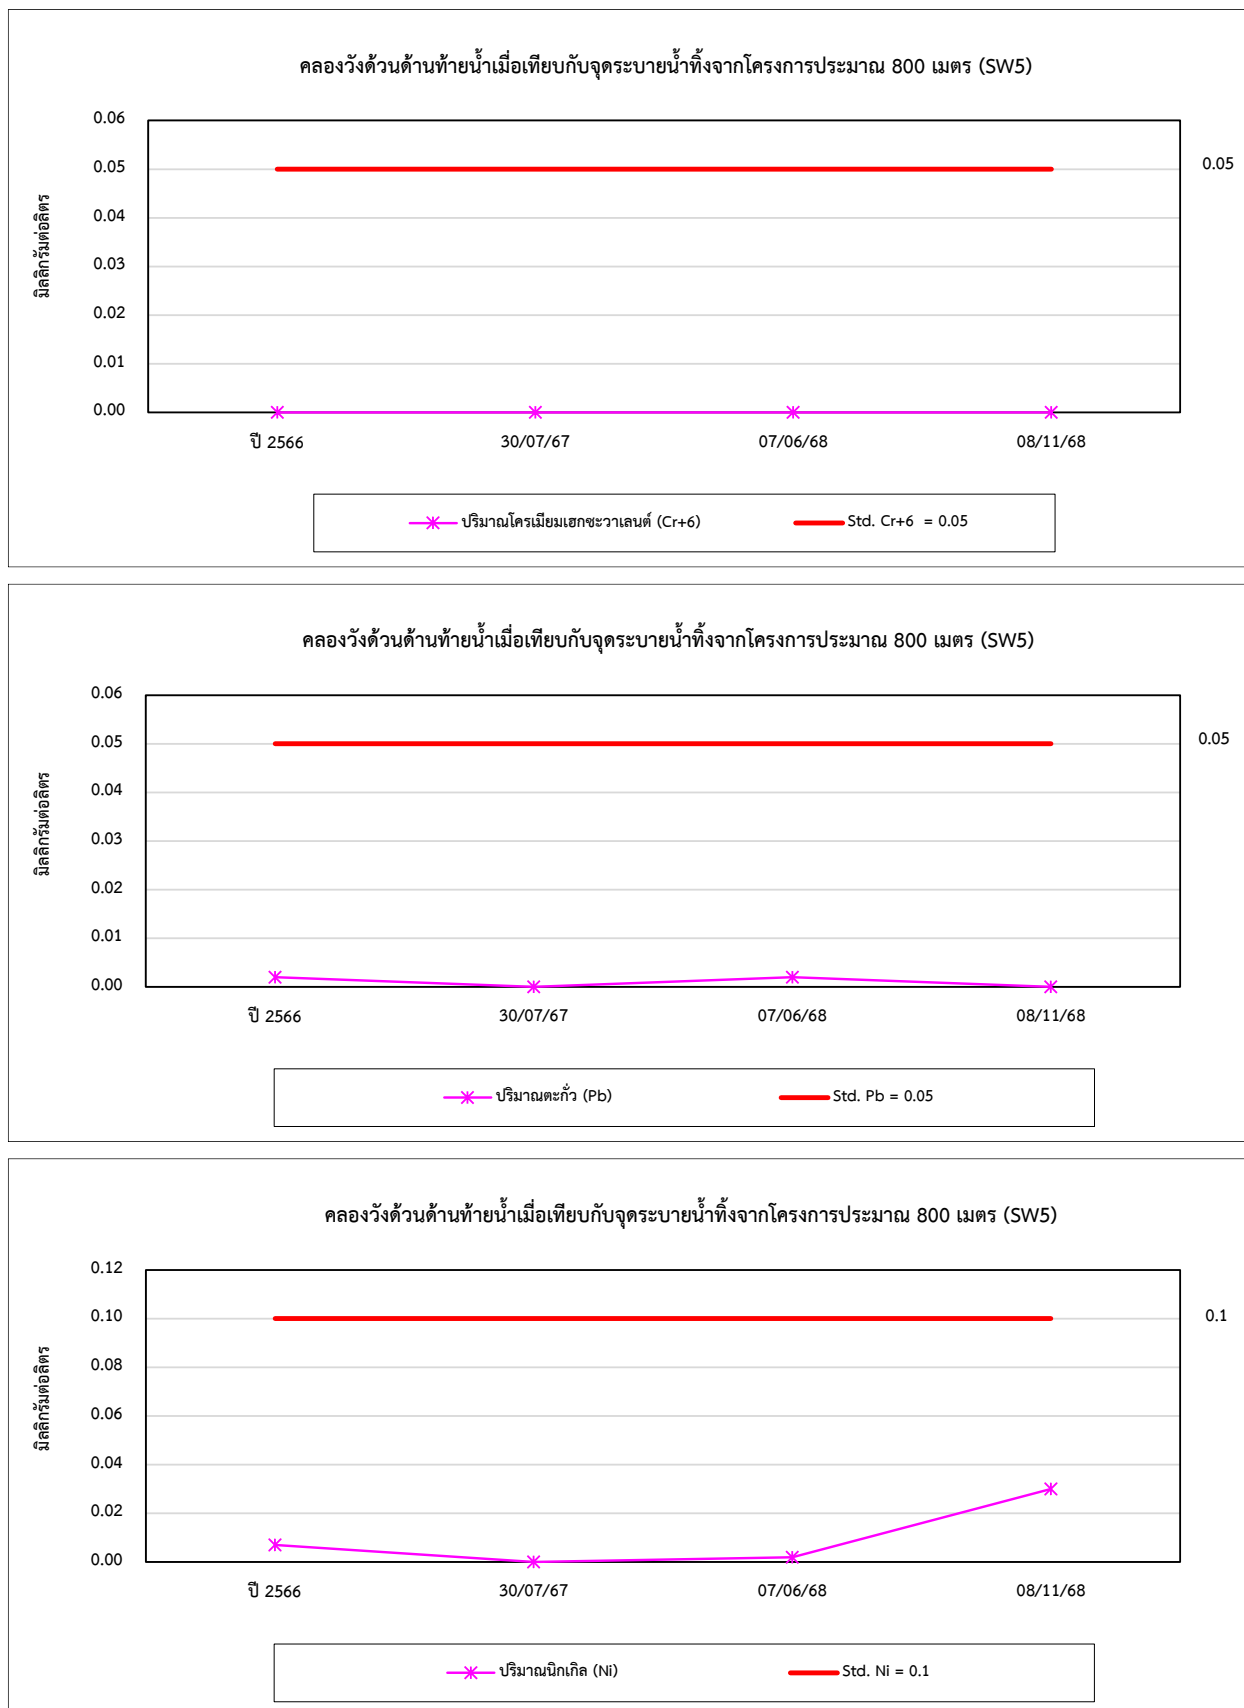 คลองวังด้วนด้านท้ายน้ำเมื่อเทียบกับจุดระบายน้ำทิ้งจากโครงการประมาณ 800 เมตร (SW5)
0.06
0.05
0.05
0.04
0.03
0.02
0.01
0.00
มิลลิกรัมต่อลิตร
ปี 2566 30/07/67 07/06/68 08/11/68
ปริมาณโครเมียมเฮกซะวาเลนต์ (Cr+6) Std. Cr+6 = 0.05
คลองวังด้วนด้านท้ายน้ำเมื่อเทียบกับจุดระบายน้ำทิ้งจากโครงการประมาณ 800 เมตร (SW5)
0.06
0.05
0.05
0.04
0.03
0.02
0.01
0.00
มิลลิกรัมต่อลิตร
ปี 2566 30/07/67 07/06/68 08/11/68
ปริมาณตะกั่ว (Pb) Std. Pb = 0.05
คลองวังด้วนด้านท้ายน้ำเมื่อเทียบกับจุดระบายน้ำทิ้งจากโครงการประมาณ 800 เมตร (SW5)
0.12
0.10
0.1
0.08
0.06
0.04
0.02
0.00
มิลลิกรัมต่อลิตร
ปี 2566 30/07/67 07/06/68 08/11/68
ปริมาณนิกเกิล (Ni) Std. Ni = 0.1